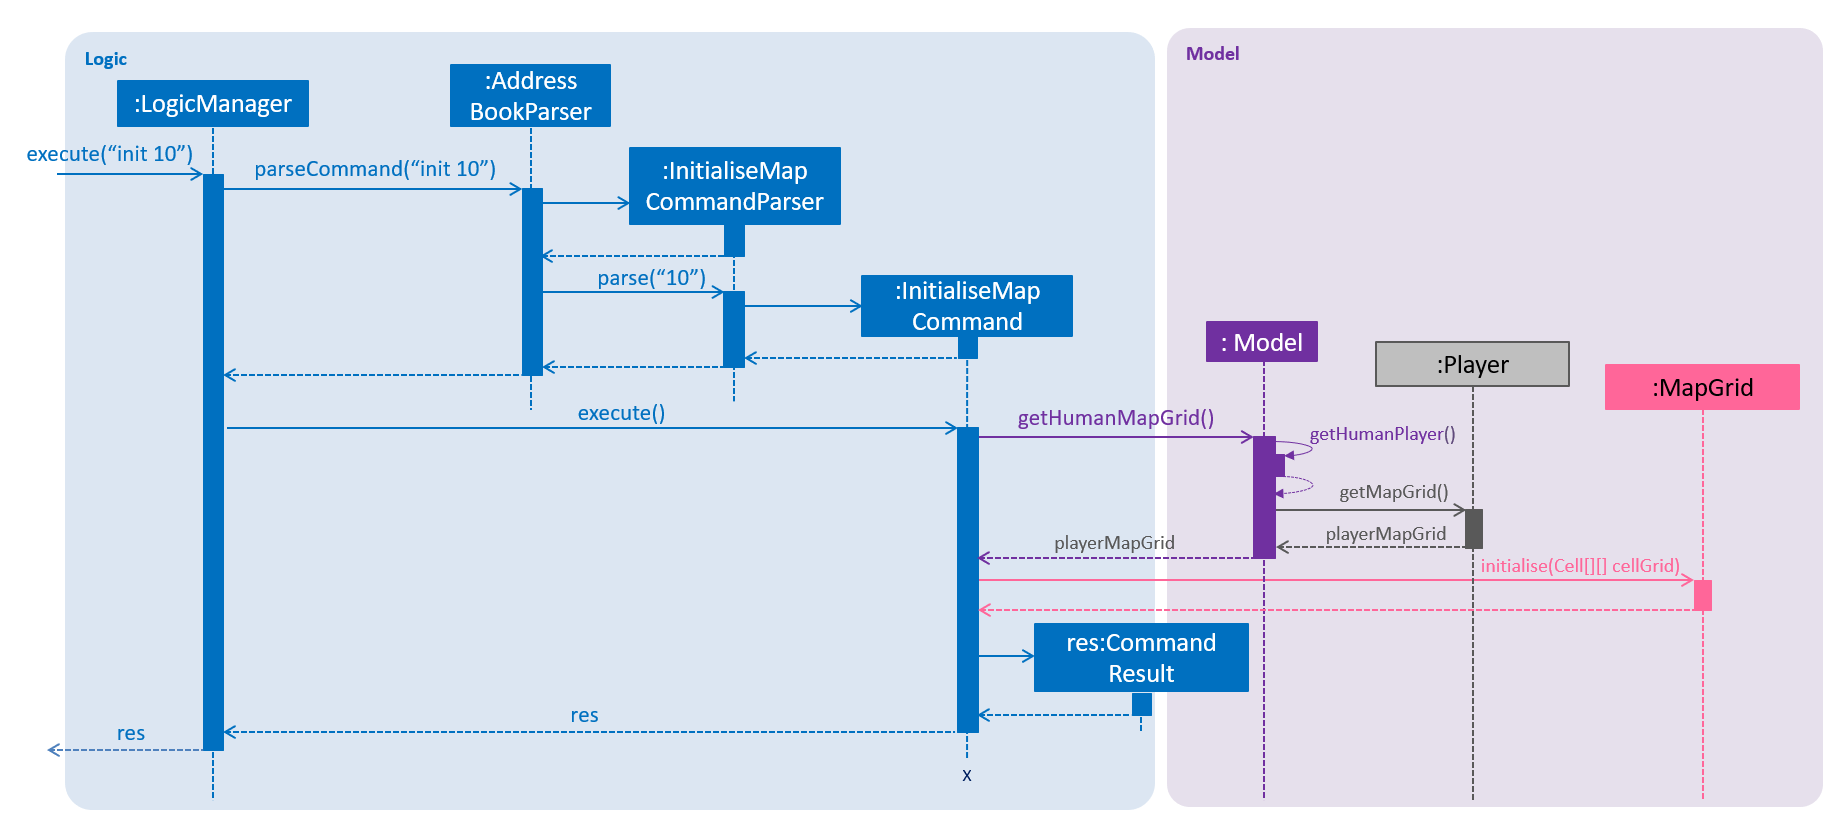 Logic
Model
:LogicManager
:Address
BookParser
execute(“init 10”)
parseCommand(“init 10”)
:InitialiseMap
CommandParser
parse(“10”)
:InitialiseMap
Command
: Model
:Player
:MapGrid
execute()
getHumanMapGrid()
getHumanPlayer()
getMapGrid()
playerMapGrid
playerMapGrid
initialise(Cell[][] cellGrid)
res:Command
Result
res
res
x